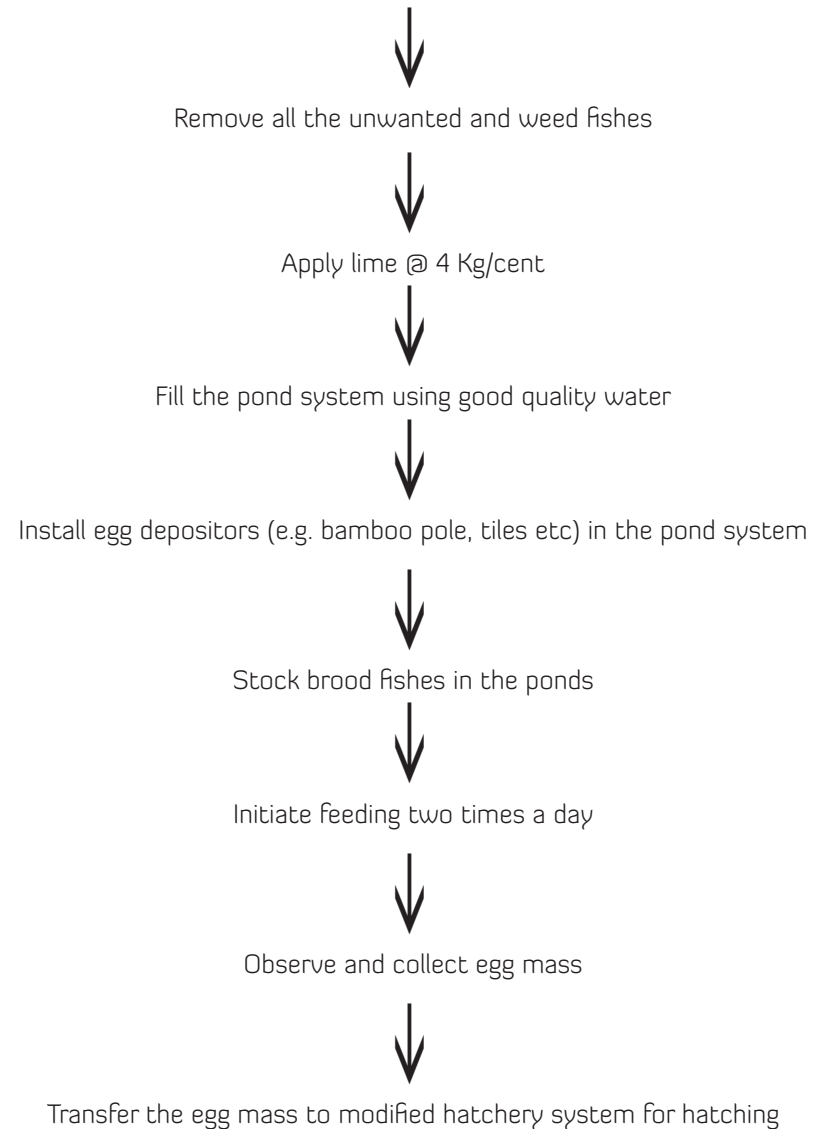 Remove all the unwanted and weed fishes
Apply lime @ 4 Kg/cent
Fill the pond system using good quality water
Install egg depositors (e.g. bamboo pole, tiles etc) in the pond system
Stock brood fishes in the ponds
Initiate feeding two times a day
Observe and collect egg mass
Transfer the egg mass to modified hatchery system for hatching